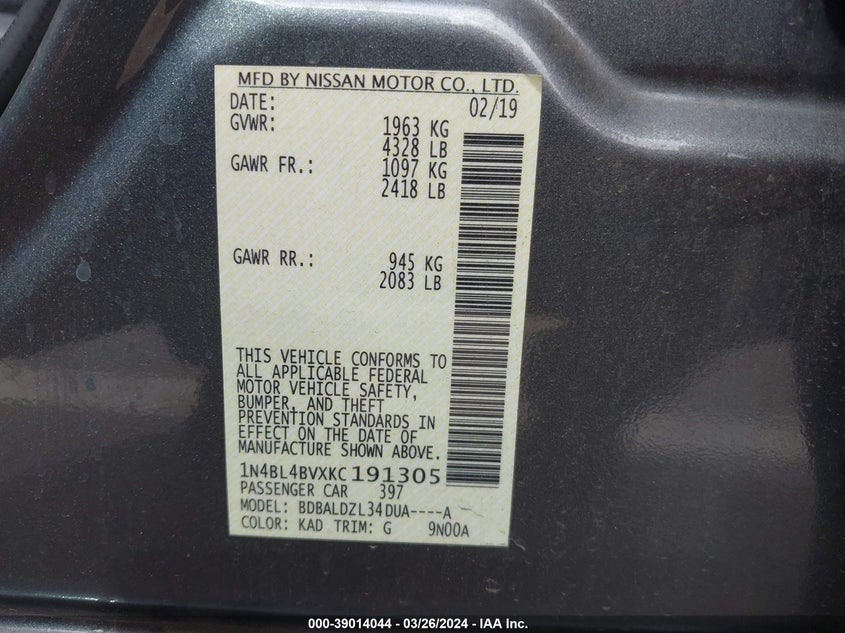 MFD BY NISSAN MOTOR CO., LTD.
DATE: 02/19
GVWR: 1963 KG
4328 LB
GAWR FR.: 1097 KG
2418 LB
GAWR RR.: 945 KG
2083 LB
THIS VEHICLE CONFORMS TO
ALL APPLICABLE FEDERAL
MOTOR VEHICLE SAFETY,
BUMPER, AND THEFT
PREVENTION STANDARDS IN
EFFECT ON THE DATE OF
MANUFACTURE SHOWN ABOVE.
1N4BL4BVXKC191305
PASSENGER CAR 397
MODEL: BDBALDZL34DUA----A
COLOR: KAD TRIM: G 9N00A
000-39014044 - 03/26/2024 - IAA Inc.